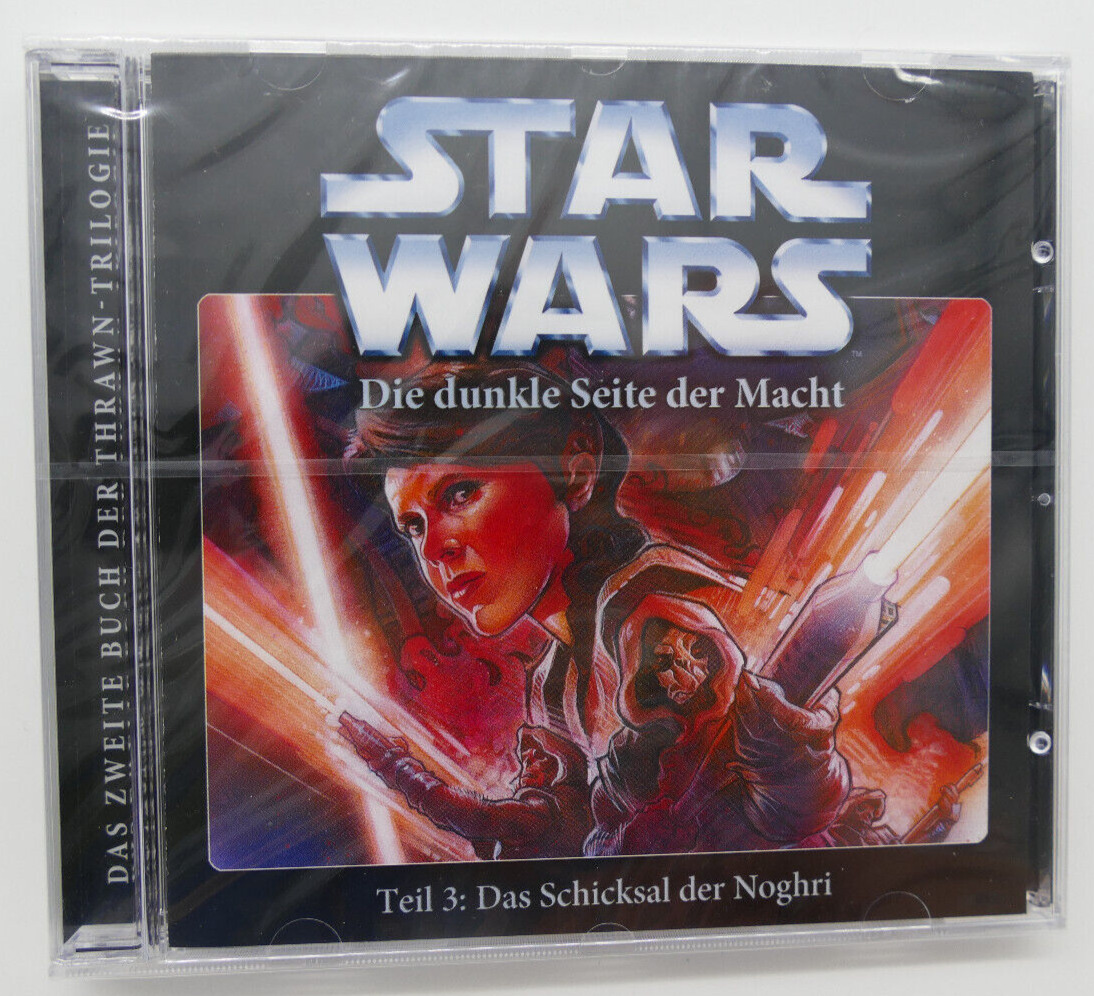 DAS ZWEITE BUCH DER THRAWN-TRILOGIE
STAR
WARS
TM
Die dunkle Seite der Macht
Teil 3: Das Schicksal der Noghri